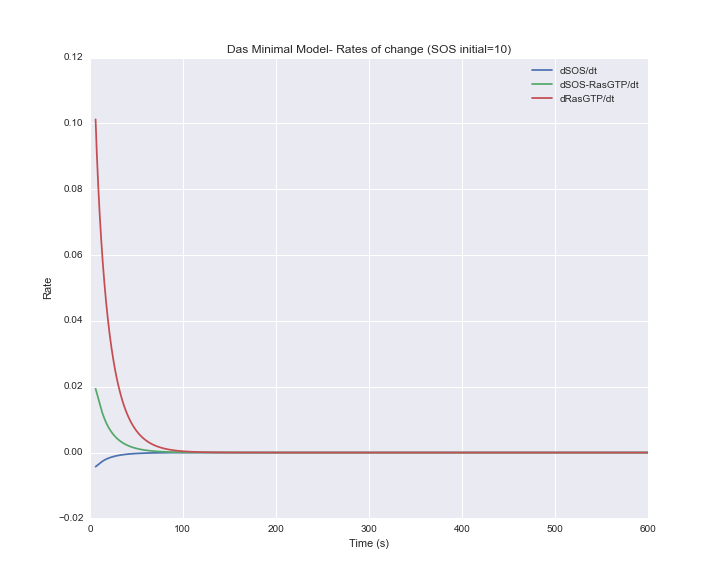 Das Minimal Model- Rates of change (SOS initial=10)
dSOS/dt
dSOS-RasGTP/dt
dRasGTP/dt
0.12
0.10
0.08
0.06
0.04
0.02
0.00
−0.02
Rate
0 100 200 300 400 500 600
Time (s)